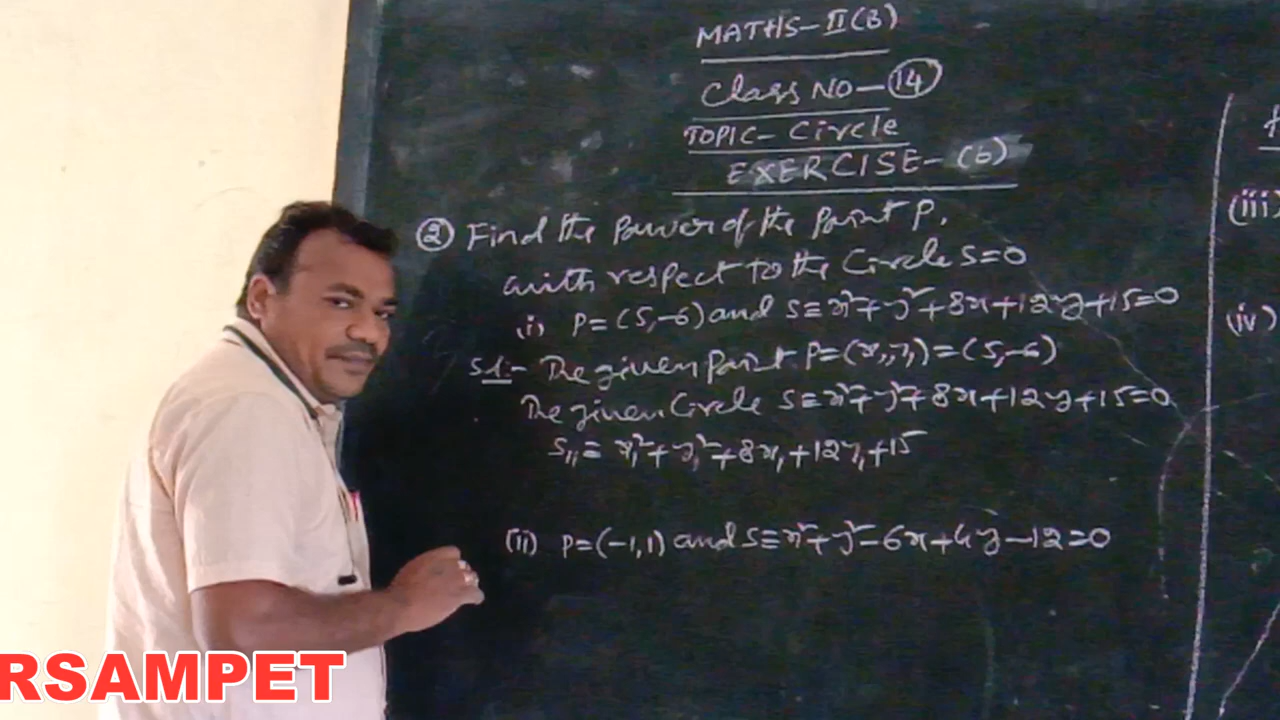 MATHS-II(B)
Class NO-14
TOPIC- Circle
EXERCISE-(b)
② Find the Power of the Point P,
with respect to the Circle S=0
(i) P=(5,-6) and S≡x²+y²+8x+12y+15=0
Sol:- The given Point P=(x₁,y₁)=(5,-6)
The given Circle S≡x²+y²+8x+12y+15=0
S₁₁≡ x₁²+y₁²+8x₁+12y₁+15
(ii) P=(-1,1) and S≡x²+y²-6x+4y-12=0
(iii)
(iv)
RSAMPET